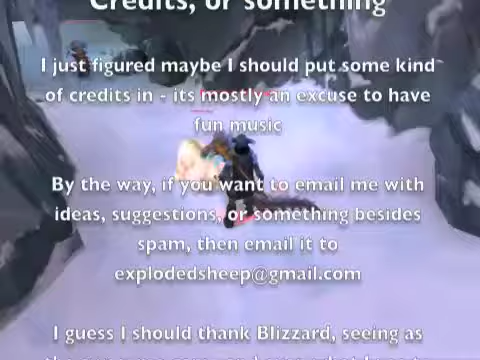 Credits, or something
I just figured maybe I should put some kind
of credits in - its mostly an excuse to have
fun music
By the way, if you want to email me with
ideas, suggestions, or something besides
spam, then email it to
explodedsheep@gmail.com
I guess I should thank Blizzard, seeing as